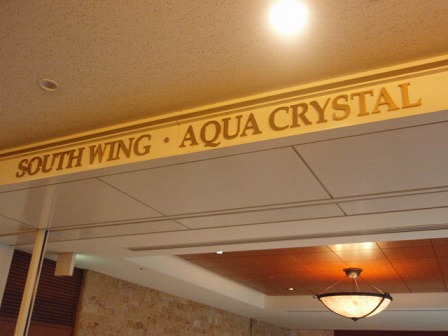 SOUTH WING · AQUA CRYSTAL